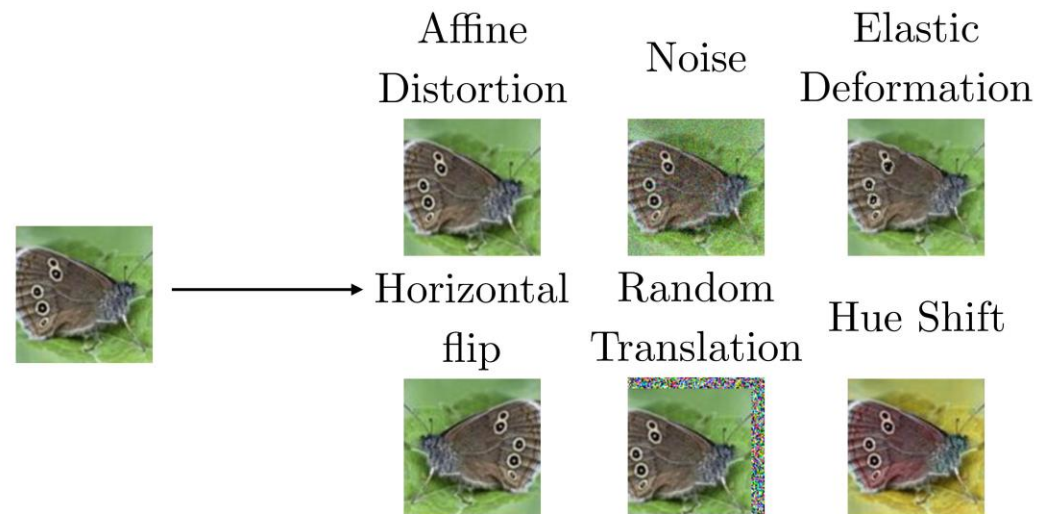 Affine
Distortion
Noise
Elastic
Deformation
Horizontal
flip
Random
Translation
Hue Shift